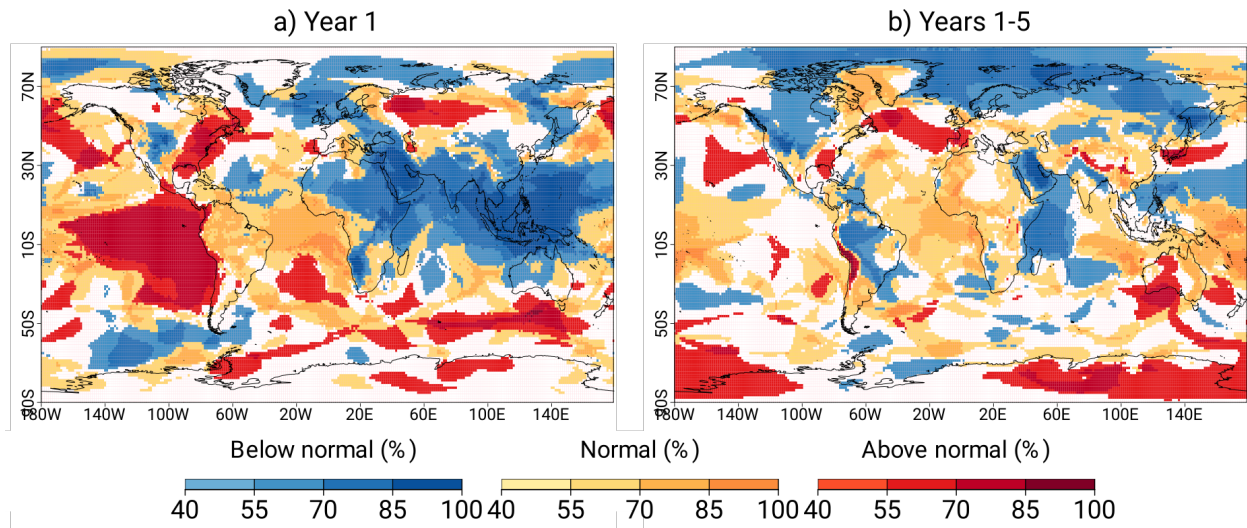 a) Year 1
b) Years 1-5
70N
30N
10S
50S
90S
180W 140W 100W 60W 20W 20E 60E 100E 140E
70N
30N
10S
50S
90S
180W 140W 100W 60W 20W 20E 60E 100E 140E
Below normal (%)
Normal (%)
Above normal (%)
40 55 70 85 100
40 55 70 85 100
40 55 70 85 100